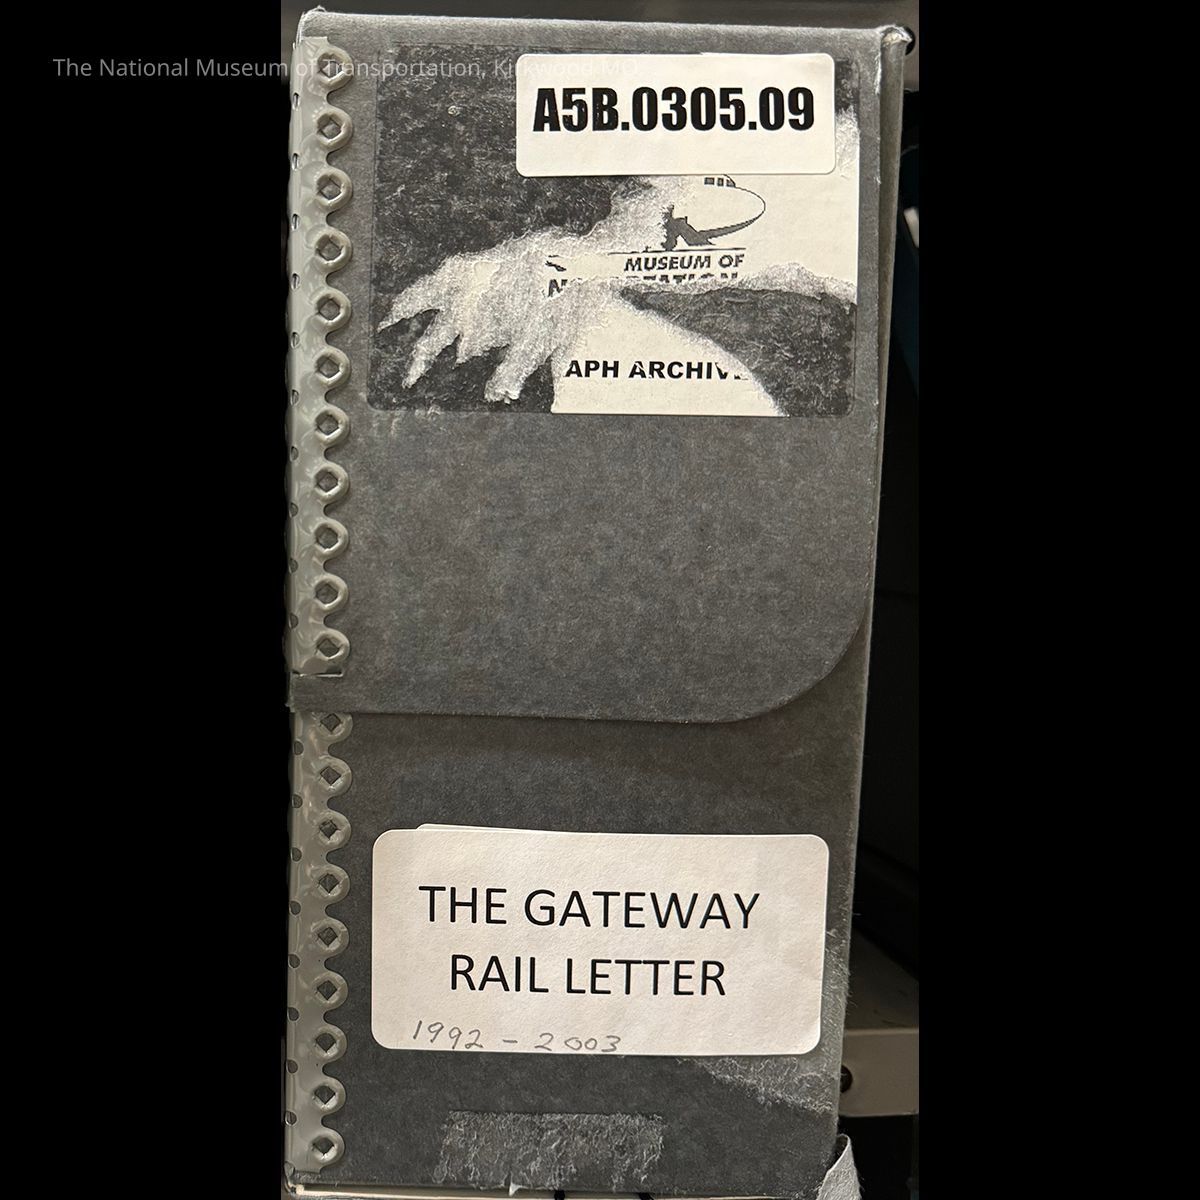 The National Museum of Transportation, Kirkwood MO.
A5B.0305.09
MUSEUM OF
APH ARCHIV
THE GATEWAY
RAIL LETTER
1992 - 2003